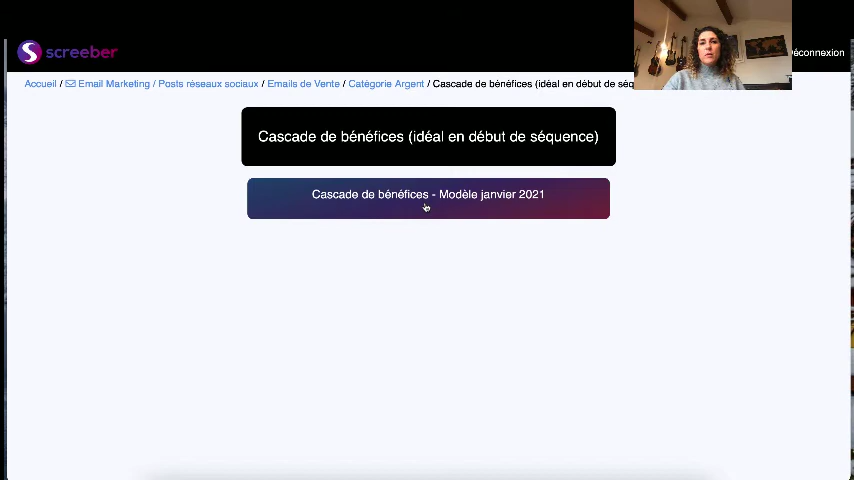 screeber
éconnexion
Accueil / Email Marketing / Posts réseaux sociaux / Emails de Vente / Catégorie Argent / Cascade de bénéfices (idéal en début de séq
Cascade de bénéfices (idéal en début de séquence)
Cascade de bénéfices - Modèle janvier 2021